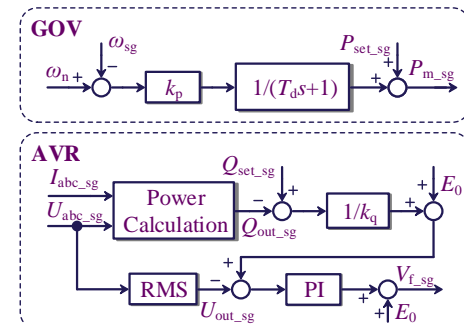 GOV
ω_sg
P_set_sg
ω_n + − k_p 1/(T_d s+1) + + P_m_sg
AVR
I_abc_sg
Q_set_sg
U_abc_sg
Power
Calculation
− + 1/k_q + + E_0
Q_out_sg
+
RMS − PI + + V_f_sg
U_out_sg
E_0